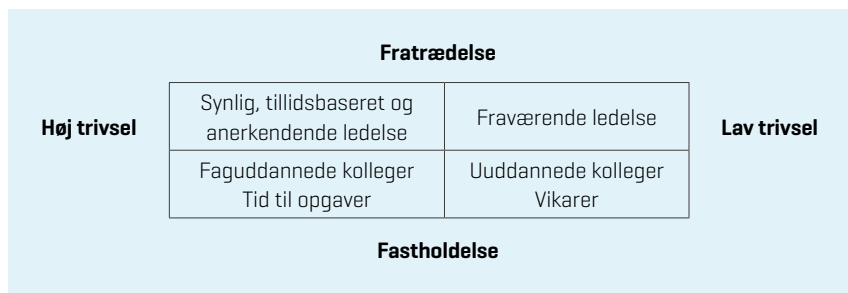 Fratrædelse
Høj trivsel
Synlig, tillidsbaseret og
anerkendende ledelse
Fraværende ledelse
Lav trivsel
Faguddannede kolleger
Tid til opgaver
Uuddannede kolleger
Vikarer
Fastholdelse